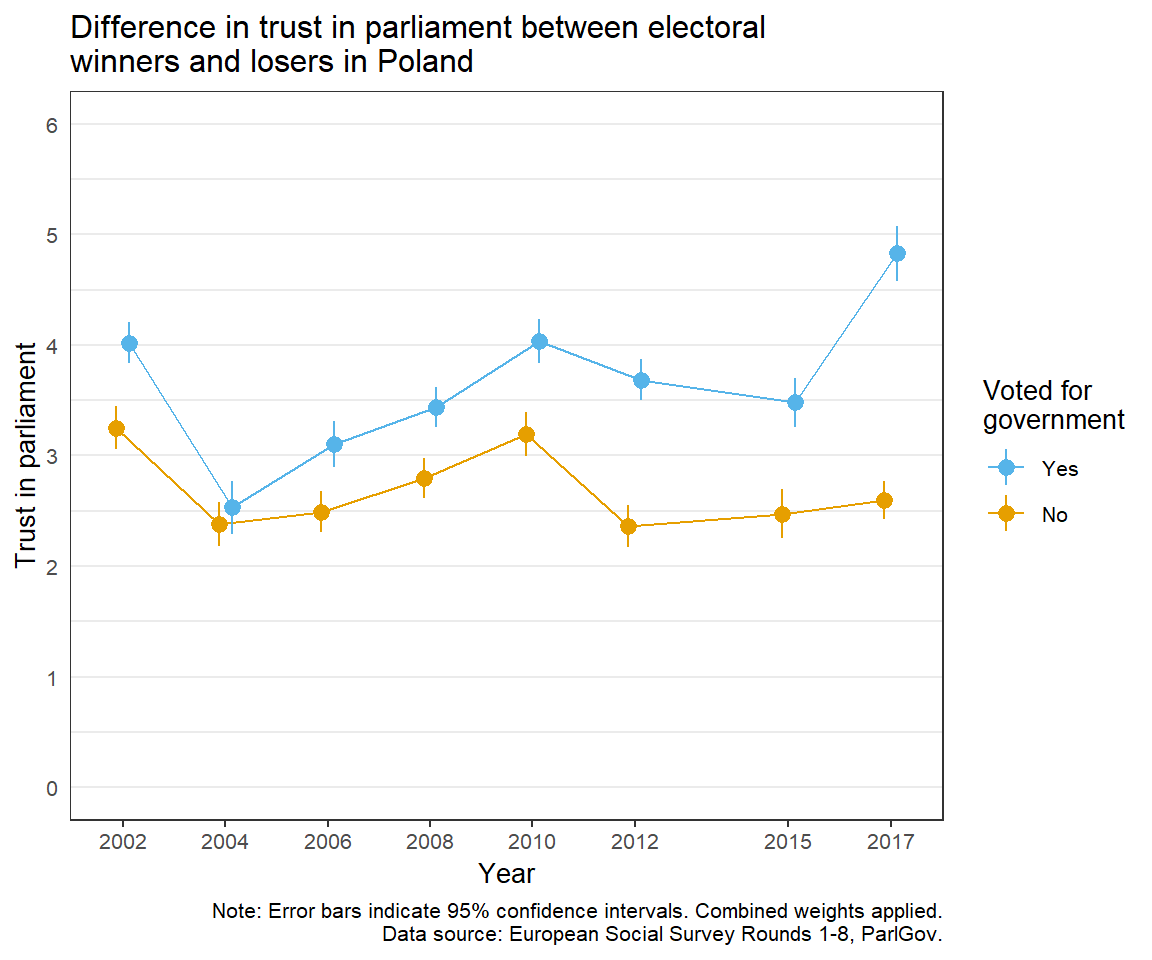 Difference in trust in parliament between electoral
winners and losers in Poland
Trust in parliament
6
5
4
3
2
1
0
2002 2004 2006 2008 2010 2012 2015 2017
Year
Voted for
government
Yes
No
Note: Error bars indicate 95% confidence intervals. Combined weights applied.
Data source: European Social Survey Rounds 1-8, ParlGov.